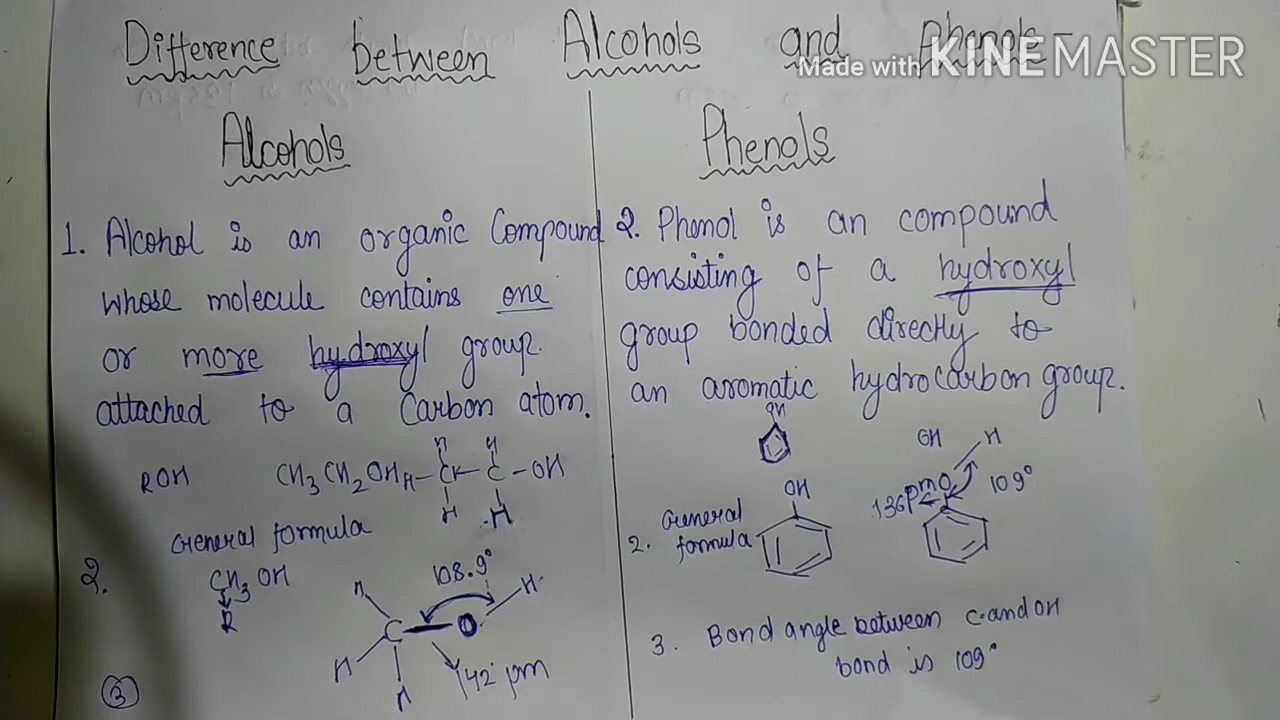 Difference between Alcohols and Phenols-
Made with KINEMASTER
Alcohols
1. Alcohol is an organic Compound
whose molecule contains one
or more hydroxyl group.
attached to a Carbon atom.
ROH CH3CH2OH H-C-C-OH
H H
H H
General formula
2.
CH3OH
R
C O H
H
H
H
108.9°
142 pm
3
Phenols
2. Phenol is an compound
consisting of a hydroxyl
group bonded directly to
an aromatic hydrocarbon group.
OH
OH
2. General
formula
OH
H
O
136pm
109°
3. Bond angle between C-and OH
bond is 109°